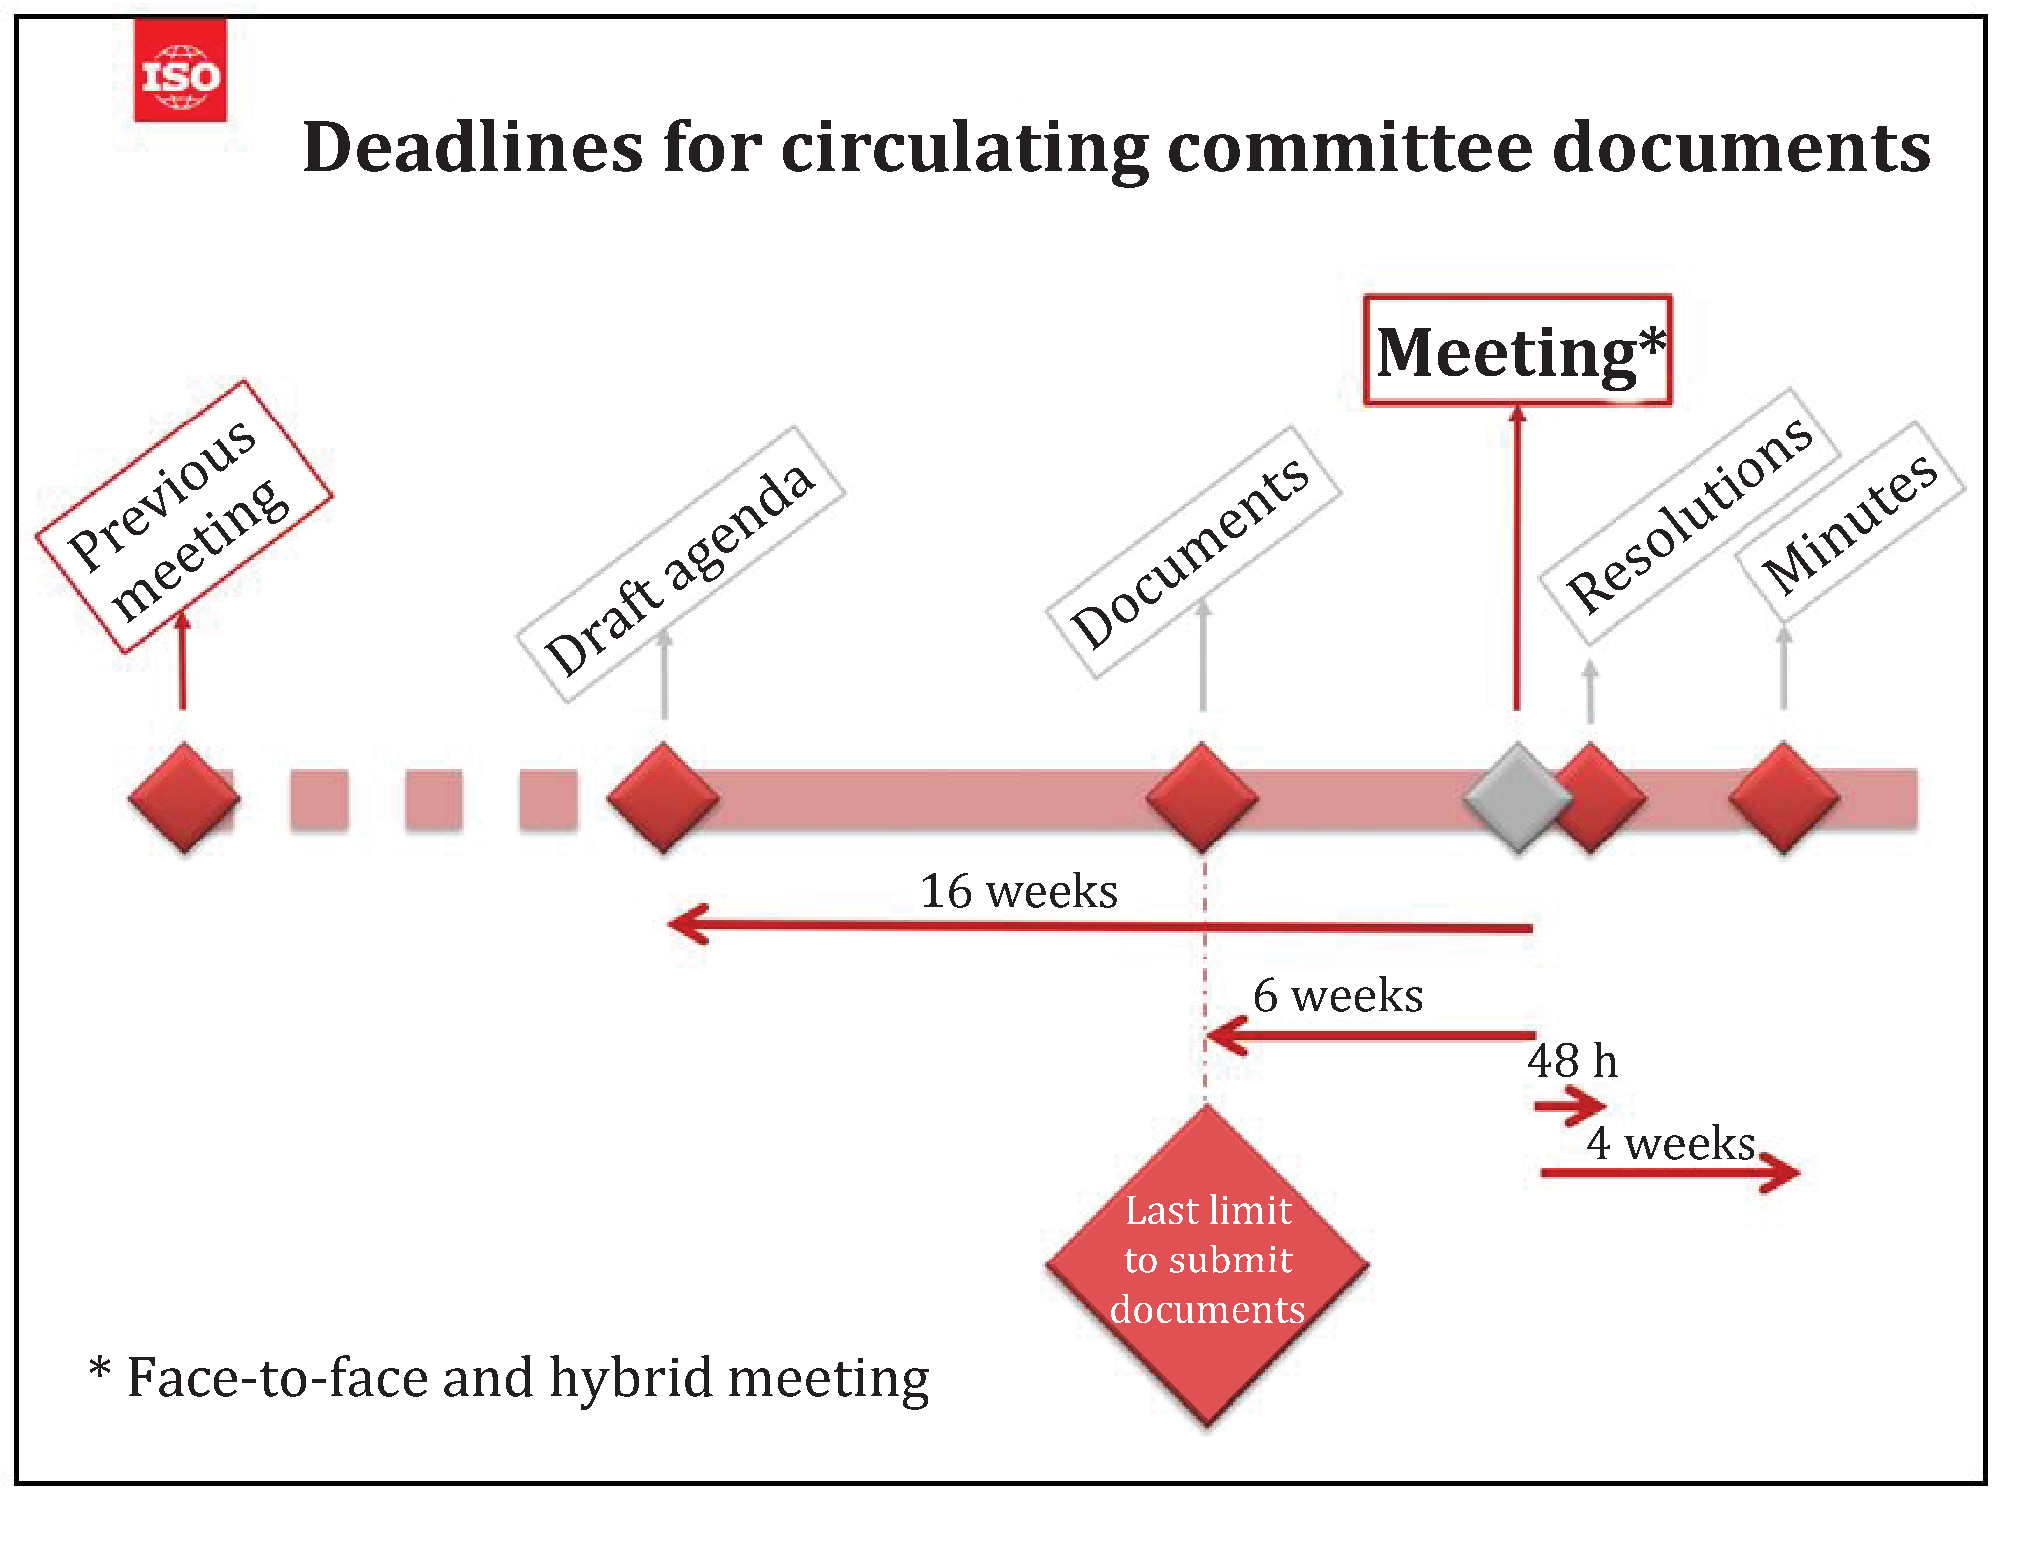 ISO
Deadlines for circulating committee documents
Meeting*
Previous
meeting
Draft agenda
Documents
Resolutions
Minutes
16 weeks
6 weeks
48 h
4 weeks
Last limit
to submit
documents
* Face-to-face and hybrid meeting